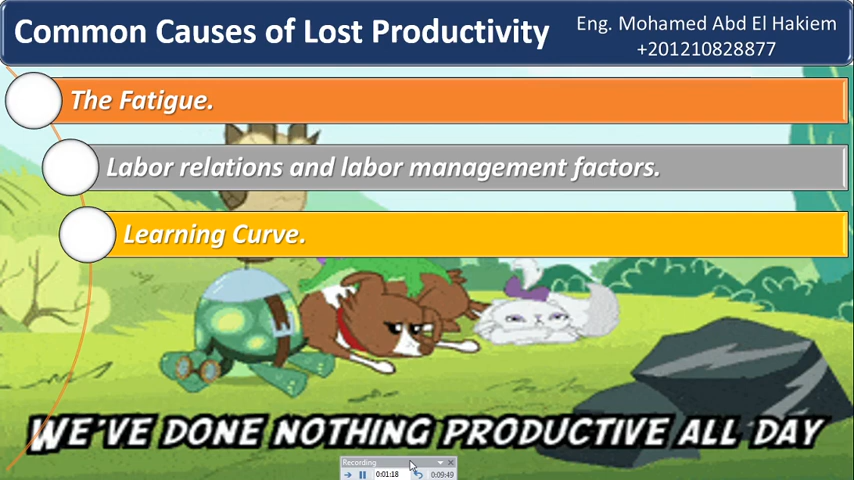 Common Causes of Lost Productivity
Eng. Mohamed Abd El Hakiem
+201210828877
The Fatigue.
Labor relations and labor management factors.
Learning Curve.
WE'VE DONE NOTHING PRODUCTIVE ALL DAY
Recording
0:01:18
0:09:49